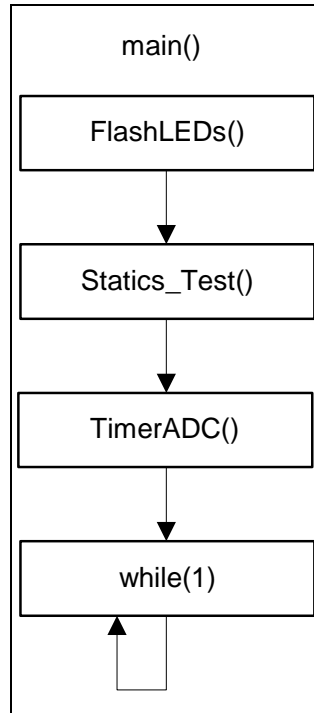 main()
FlashLEDs()
Statics_Test()
TimerADC()
while(1)